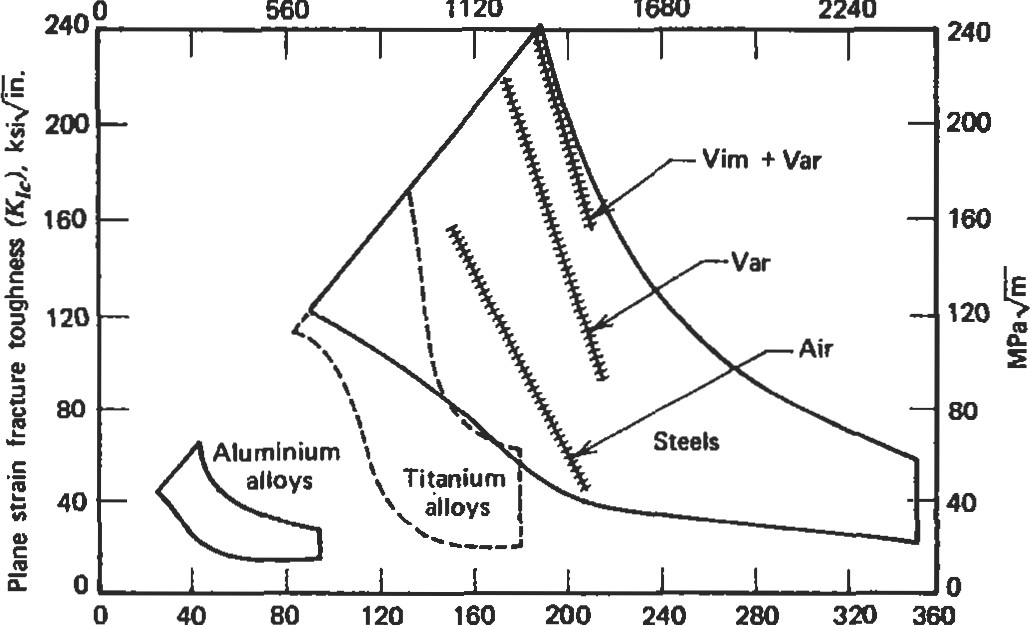 0 560 1120 1680 2240
240 240
200 200
160 160
120 120
80 80
40 40
0 0
0 40 60 120 160 200 240 280 320 360
Plane strain fracture toughness (K_Ic), ksi√in.
MPa√m
Vim + Var
Var
Air
Steels
Aluminium
alloys
Titanium
alloys